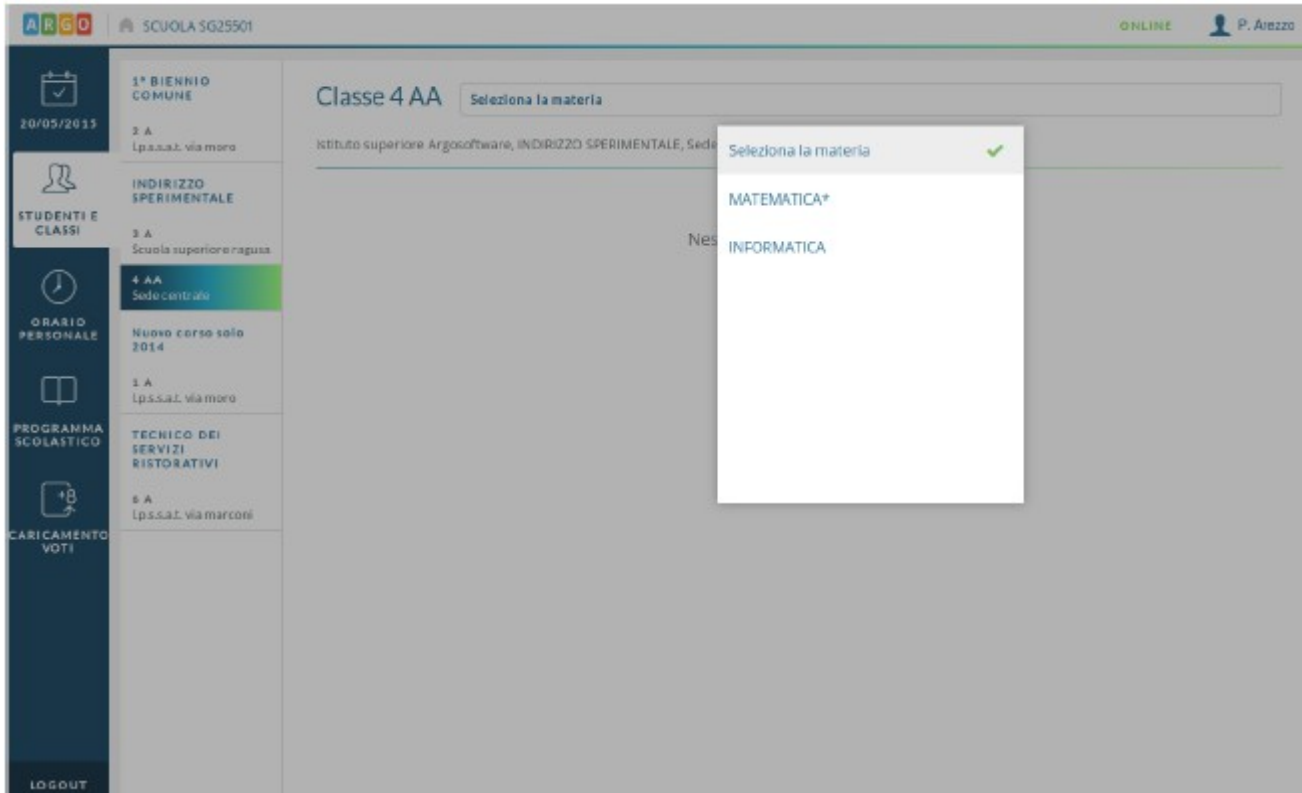 ARGO
SCUOLA SG25501
ONLINE
P. Arezzo
20/05/2015
STUDENTI E
CLASSI
ORARIO
PERSONALE
PROGRAMMA
SCOLASTICO
+8
CARICAMENTO
VOTI
LOGOUT
1° BIENNIO
COMUNE
2 A
I.p.s.s.a.t. via moro
INDIRIZZO
SPERIMENTALE
3 A
Scuola superiore ragusa
4 AA
Sede centrale
Nuovo corso solo
2014
1 A
I.p.s.s.a.t. via moro
TECNICO DEI
SERVIZI
RISTORATIVI
6 A
I.p.s.s.a.t. via marconi
Classe 4 AA
Seleziona la materia
Istituto superiore Argosoftware, INDIRIZZO SPERIMENTALE, Sede
Nes
Seleziona la materia
MATEMATICA*
INFORMATICA